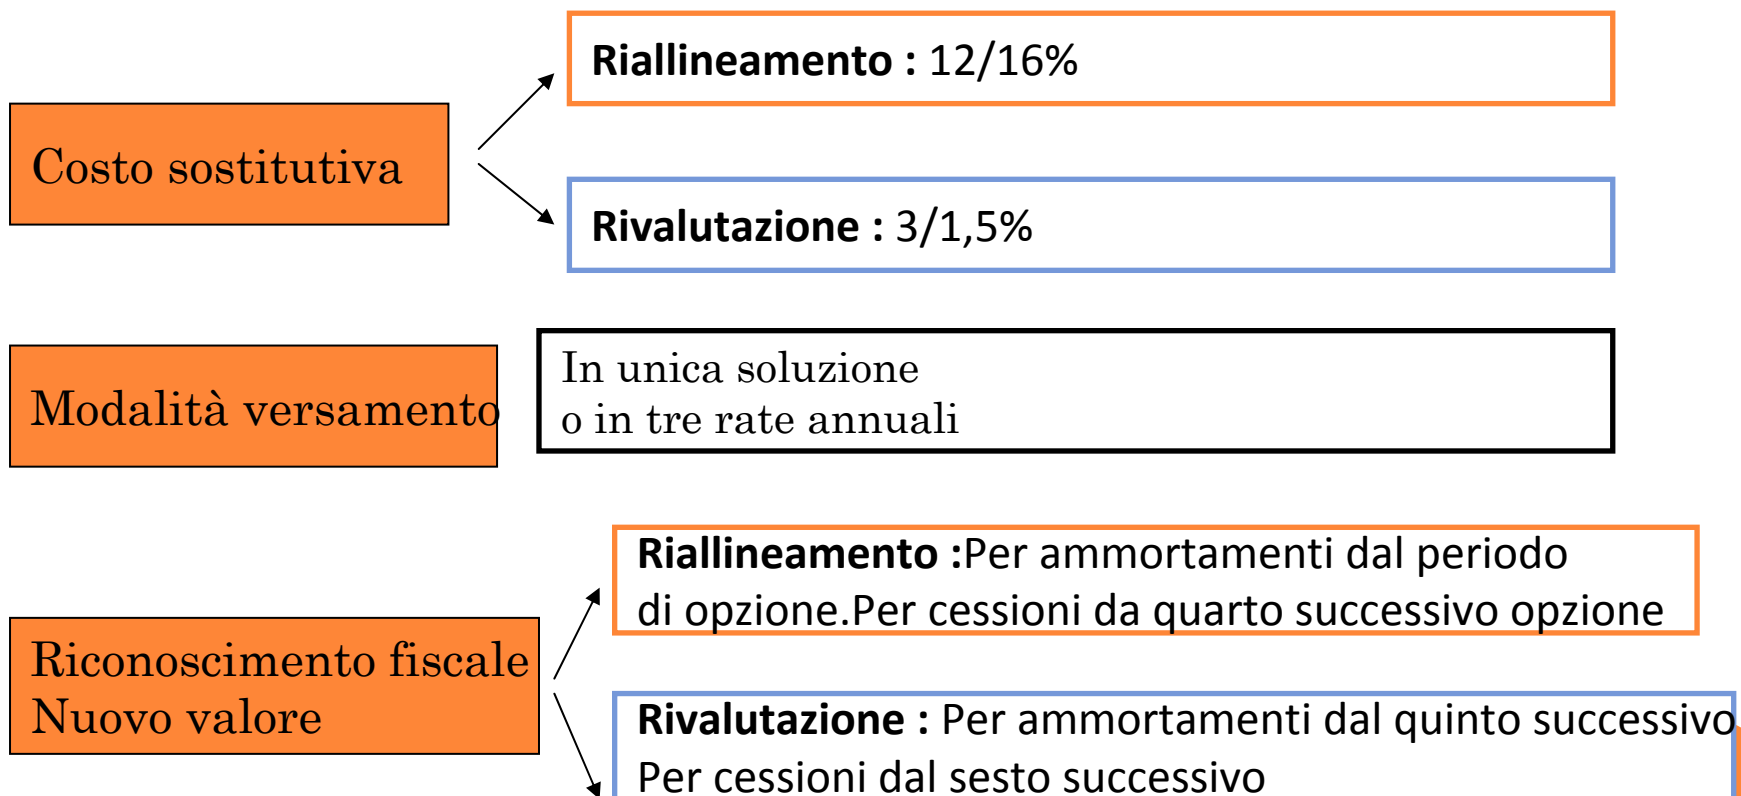 Riallineamento : 12/16%
Costo sostitutiva
Rivalutazione : 3/1,5%
Modalità versamento
In unica soluzione
o in tre rate annuali
Riallineamento :Per ammortamenti dal periodo
di opzione.Per cessioni da quarto successivo opzione
Riconoscimento fiscale
Nuovo valore
Rivalutazione : Per ammortamenti dal quinto successivo
Per cessioni dal sesto successivo